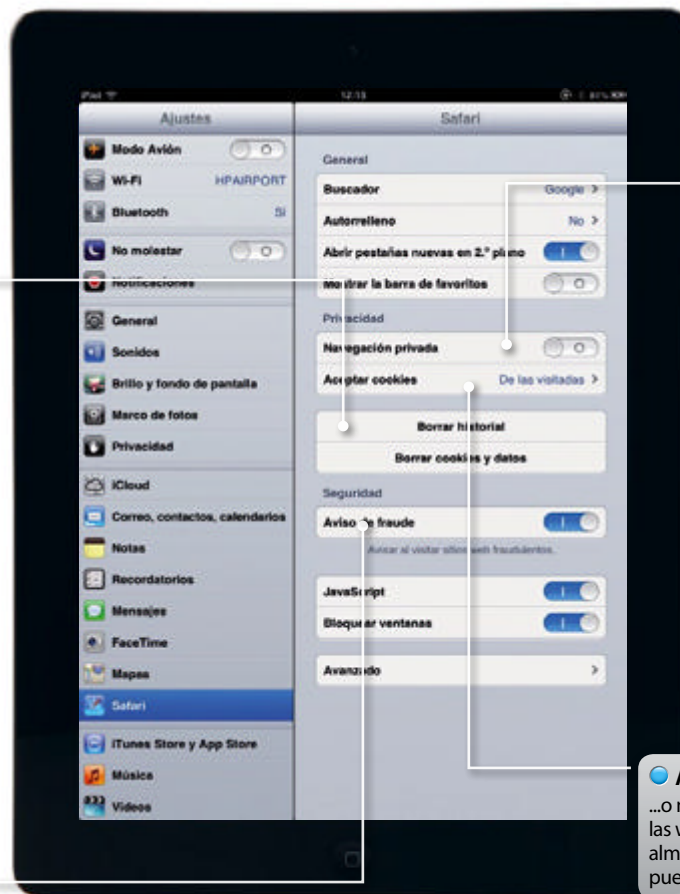 iPad 12:13
Ajustes
Modo Avión
Wi-Fi HPAIRPORT
Bluetooth Sí
No molestar
Notificaciones
General
Sonidos
Brillo y fondo de pantalla
Marco de fotos
Privacidad
iCloud
Correo, contactos, calendarios
Notas
Recordatorios
Mensajes
FaceTime
Mapas
Safari
iTunes Store y App Store
Música
Vídeos
Safari
General
Buscador Google >
Autorrelleno No >
Abrir pestañas nuevas en 2.º plano
Mostrar la barra de favoritos
Privacidad
Navegación privada
Aceptar cookies De las visitadas >
Borrar historial
Borrar cookies y datos
Seguridad
Aviso de fraude
Avisar al visitar sitios web fraudulentos.
JavaScript
Bloquear ventanas
Avanzado >
...o
las